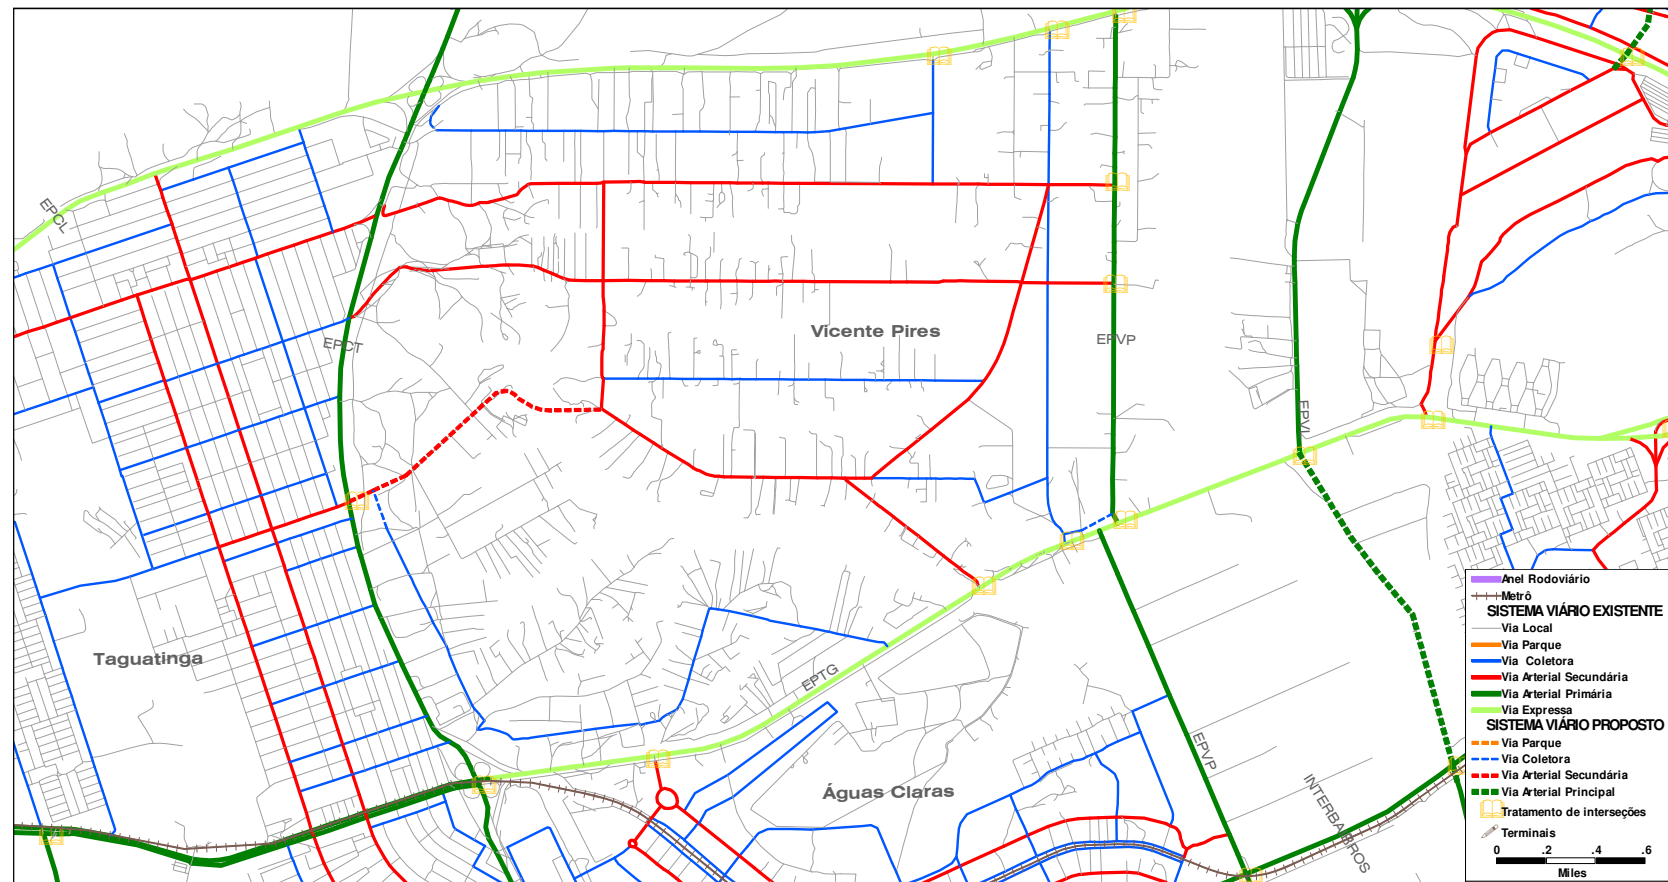 EPCL
EPCT
Vicente Pires
EPVP
EPVL
Taguatinga
EPTG
EPVP
Águas Claras
INTERBAIRROS
Anel Rodoviário
Metrô
SISTEMA VIÁRIO EXISTENTE
Via Local
Via Parque
Via Coletora
Via Arterial Secundária
Via Arterial Primária
Via Expressa
SISTEMA VIÁRIO PROPOSTO
Via Parque
Via Coletora
Via Arterial Secundária
Via Arterial Principal
Tratamento de interseções
Terminais
0 .2 .4 .6
Miles